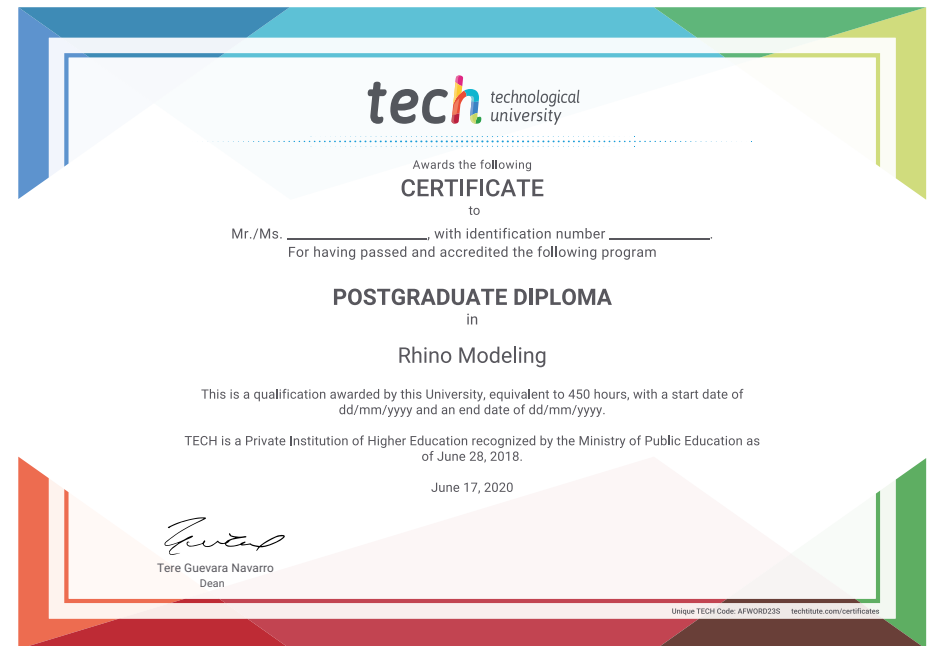 tech technological
university
Awards the following
CERTIFICATE
to
Mr./Ms. ____________________, with identification number ______________.
For having passed and accredited the following program
POSTGRADUATE DIPLOMA
in
Rhino Modeling
This is a qualification awarded by this University, equivalent to 450 hours, with a start date of
dd/mm/yyyy and an end date of dd/mm/yyyy.
TECH is a Private Institution of Higher Education recognized by the Ministry of Public Education as
of June 28, 2018.
June 17, 2020
Tere Guevara Navarro
Dean
Unique TECH Code: AFWORD23S techtitute.com/certificates